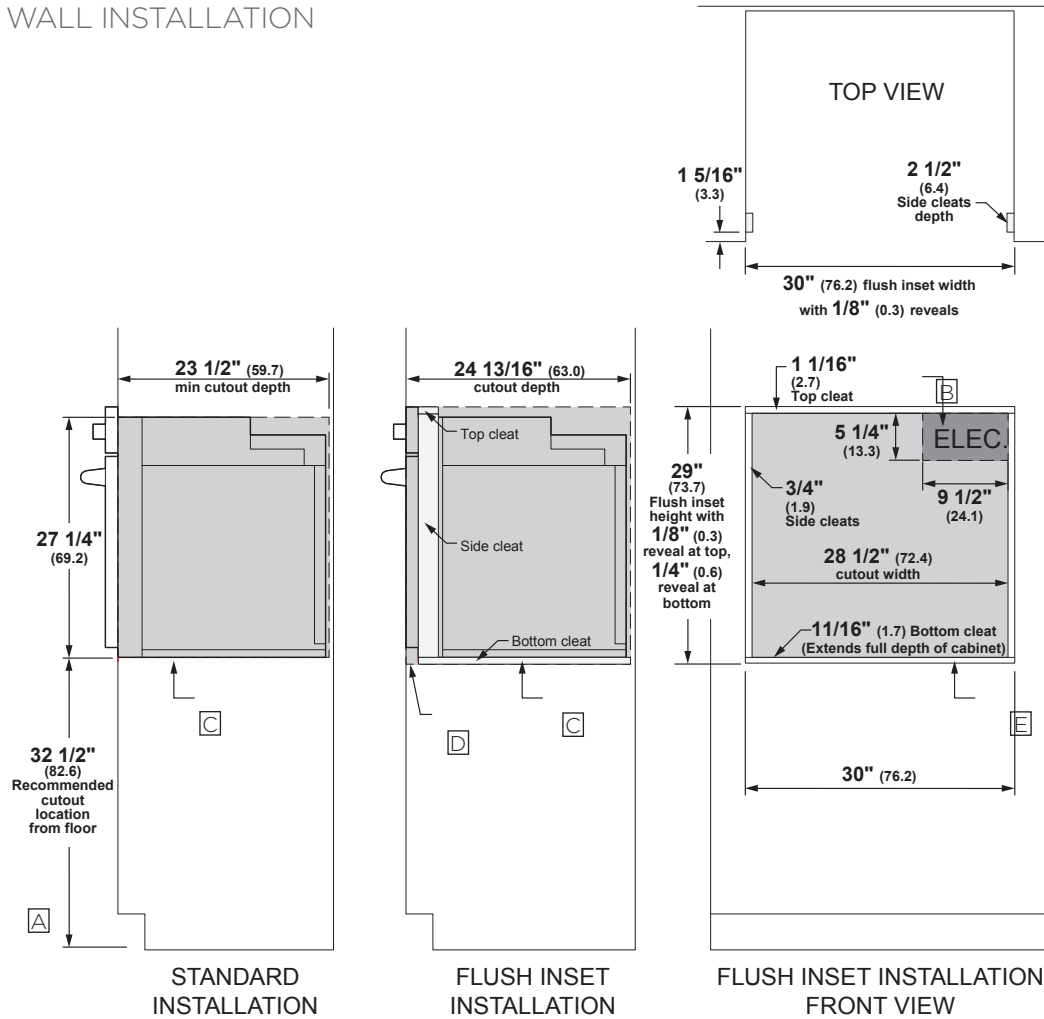 WALL INSTALLATION
TOP VIEW
1 5/16"
(3.3)
2 1/2"
(6.4)
Side cleats
depth
30" (76.2) flush inset width
with 1/8" (0.3) reveals
23 1/2" (59.7)
min cutout depth
27 1/4"
(69.2)
C
32 1/2"
(82.6)
Recommended
cutout
location
from floor
A
STANDARD
INSTALLATION
24 13/16" (63.0)
cutout depth
Top cleat
Side cleat
Bottom cleat
D
C
FLUSH INSET
INSTALLATION
1 1/16"
(2.7)
Top cleat
B
5 1/4"
(13.3)
ELEC.
29"
(73.7)
Flush inset
height with
1/8" (0.3)
reveal at top,
1/4" (0.6)
reveal at
bottom
3/4"
(1.9)
Side cleats
9 1/2"
(24.1)
28 1/2" (72.4)
cutout width
11/16" (1.7) Bottom cleat
(Extends full depth of cabinet)
E
30" (76.2)
FLUSH INSET INSTALLATION
FRONT VIEW